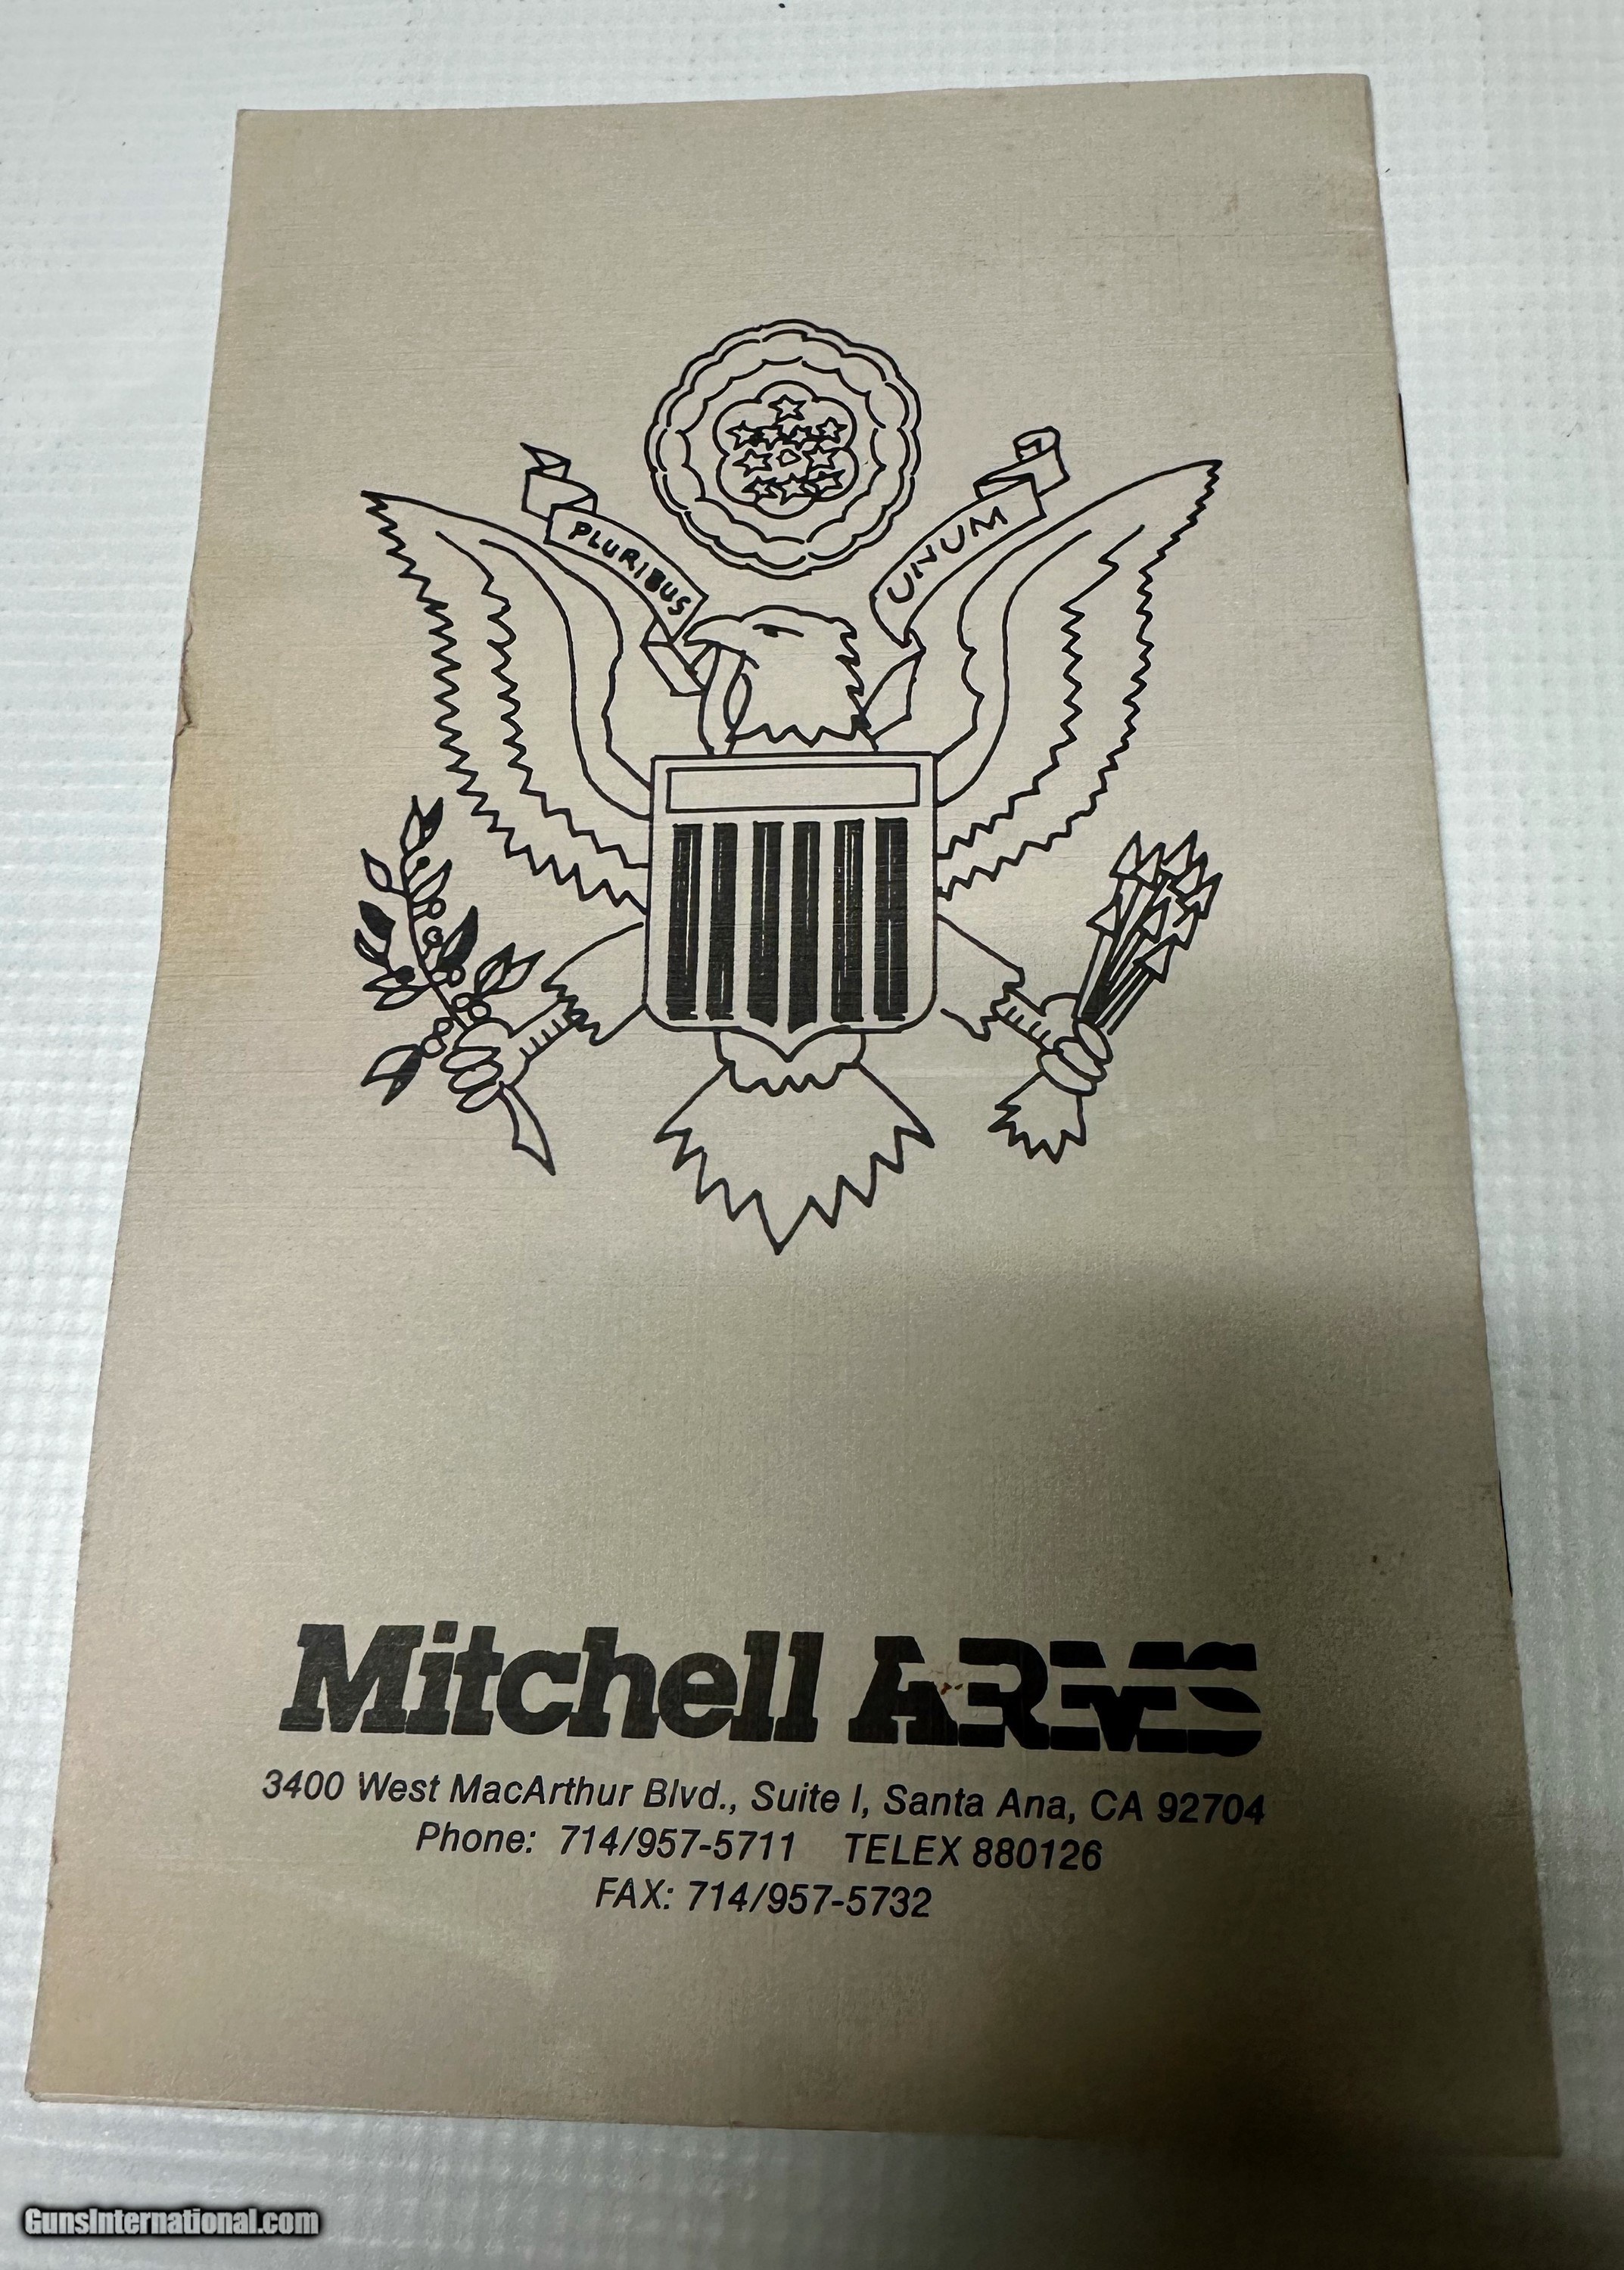 PLURIBUS
UNUM
Mitchell ARMS
3400 West MacArthur Blvd., Suite I, Santa Ana, CA 92704
Phone: 714/957-5711 TELEX 880126
FAX: 714/957-5732
GunsInternational.com